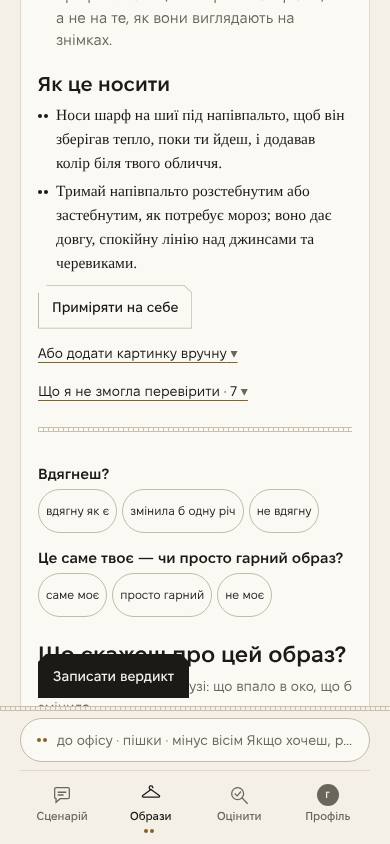 а не на те, як вони виглядають на
знімках.
Як це носити
Носи шарф на шиї під напівпальто, щоб він
зберігав тепло, поки ти йдеш, і додавав
колір біля твого обличчя.
Тримай напівпальто розстебнутим або
застебнутим, як потребує мороз; воно дає
довгу, спокійну лінію над джинсами та
черевиками.
Приміряти на себе
Або додати картинку вручну ▾
Що я не змогла перевірити · 7 ▾
Вдягнеш?
вдягну як є
змінила б одну річ
не вдягну
Це саме твоє — чи просто гарний образ?
саме моє
просто гарний
не моє
Що скажеш про цей образ?
Записати вердикт
узі: що впало в око, що б
до офісу · пішки · мінус вісім Якщо хочеш, р...
Сценарій
Образи
Оцінити
Г
Профіль